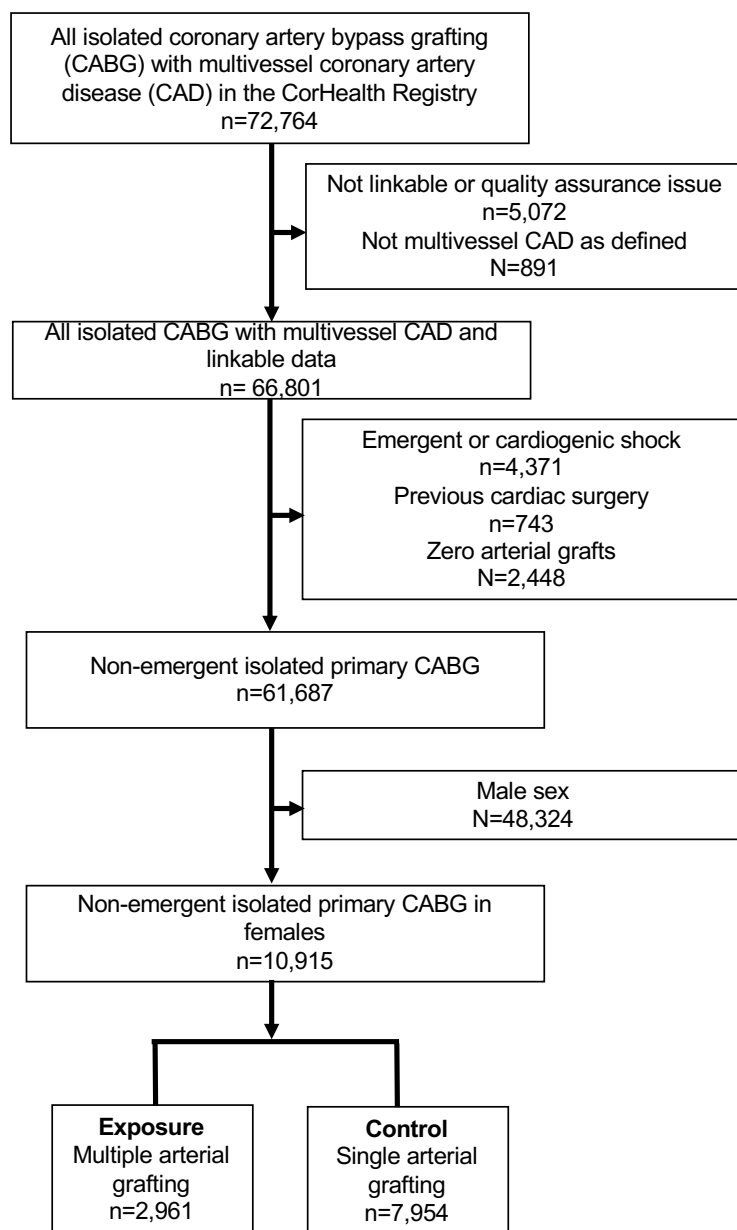 All isolated coronary artery bypass grafting
(CABG) with multivessel coronary artery
disease (CAD) in the CorHealth Registry
n=72,764
Not linkable or quality assurance issue
n=5,072
Not multivessel CAD as defined
N=891
All isolated CABG with multivessel CAD and
linkable data
n= 66,801
Emergent or cardiogenic shock
n=4,371
Previous cardiac surgery
n=743
Zero arterial grafts
N=2,448
Non-emergent isolated primary CABG
n=61,687
Male sex
N=48,324
Non-emergent isolated primary CABG in
females
n=10,915
Exposure
Multiple arterial
grafting
n=2,961
Control
Single arterial
grafting
n=7,954